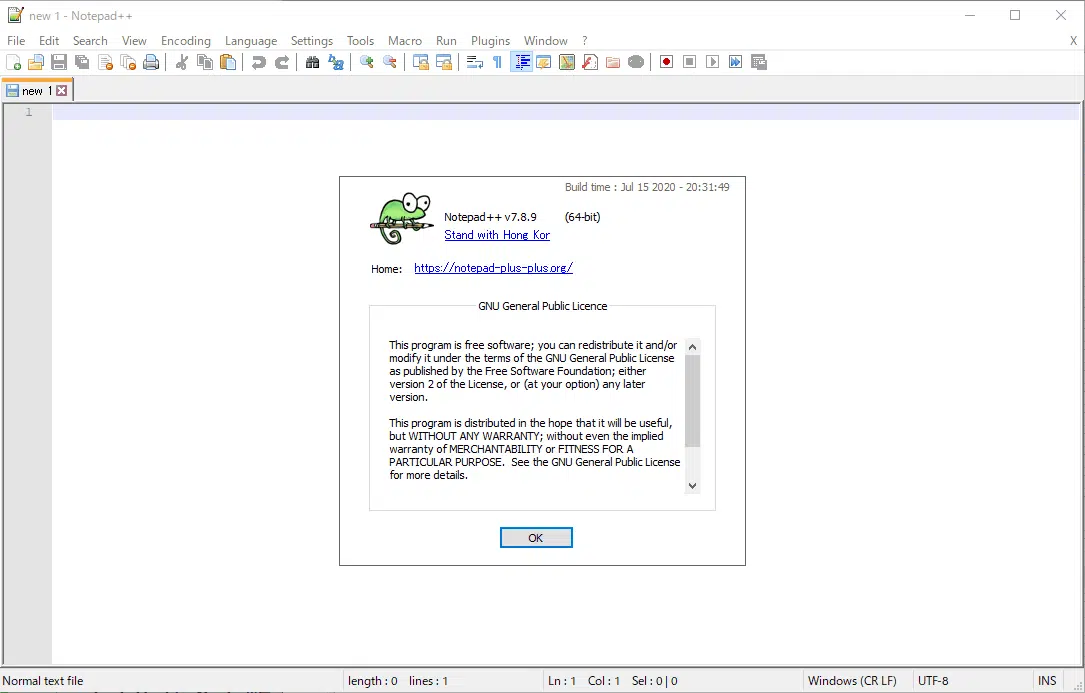 new 1 - Notepad++
File Edit Search View Encoding Language Settings Tools Macro Run Plugins Window ? X
new 1
1
Build time : Jul 15 2020 - 20:31:49
Notepad++ v7.8.9 (64-bit)
Stand with Hong Kor
Home: https://notepad-plus-plus.org/
GNU General Public Licence
This program is free software; you can redistribute it and/or
modify it under the terms of the GNU General Public License
as published by the Free Software Foundation; either
version 2 of the License, or (at your option) any later
version.
This program is distributed in the hope that it will be useful,
but WITHOUT ANY WARRANTY; without even the implied
warranty of MERCHANTABILITY or FITNESS FOR A
PARTICULAR PURPOSE. See the GNU General Public License
for more details.
OK
Normal text file length : 0 lines : 1 Ln : 1 Col : 1 Sel : 0 | 0 Windows (CR LF) UTF-8 INS